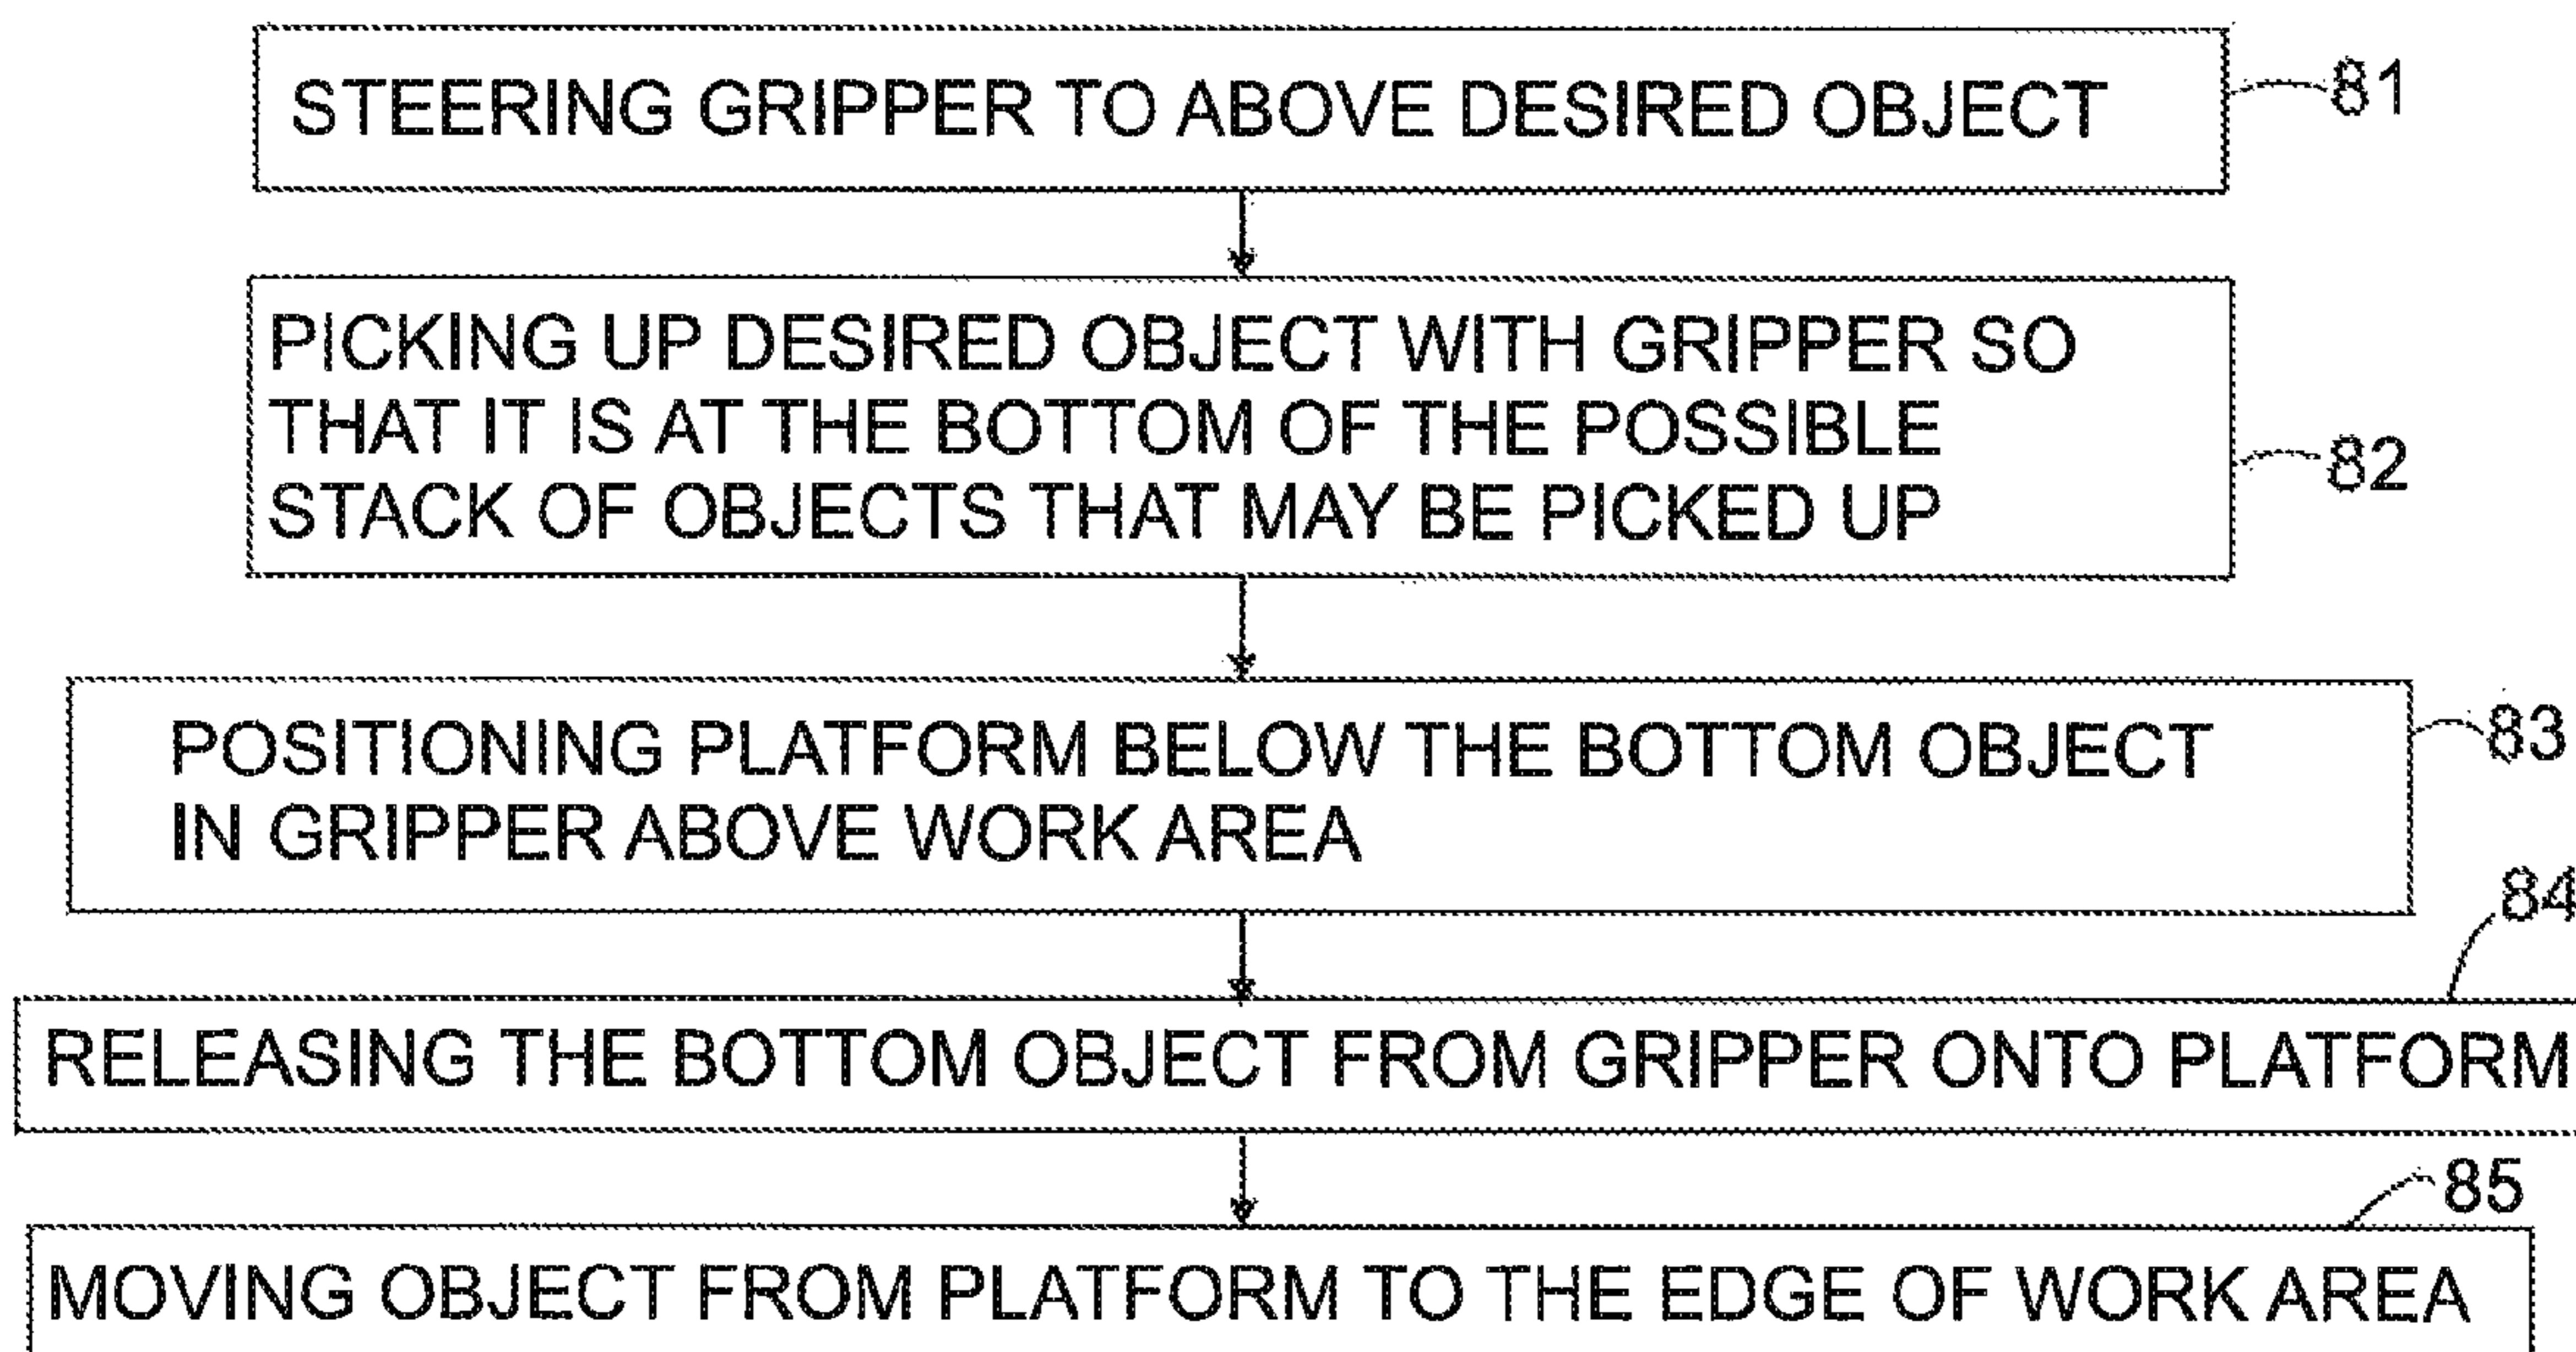 STEERING GRIPPER TO ABOVE DESIRED OBJECT
81
PICKING UP DESIRED OBJECT WITH GRIPPER SO
THAT IT IS AT THE BOTTOM OF THE POSSIBLE
STACK OF OBJECTS THAT MAY BE PICKED UP
82
POSITIONING PLATFORM BELOW THE BOTTOM OBJECT
IN GRIPPER ABOVE WORK AREA
83
84
RELEASING THE BOTTOM OBJECT FROM GRIPPER ONTO PLATFORM
85
MOVING OBJECT FROM PLATFORM TO THE EDGE OF WORK AREA